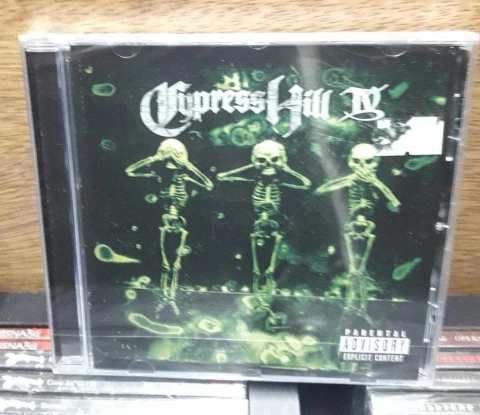 Cypress Hill IV
PARENTAL
ADVISORY
EXPLICIT CONTENT